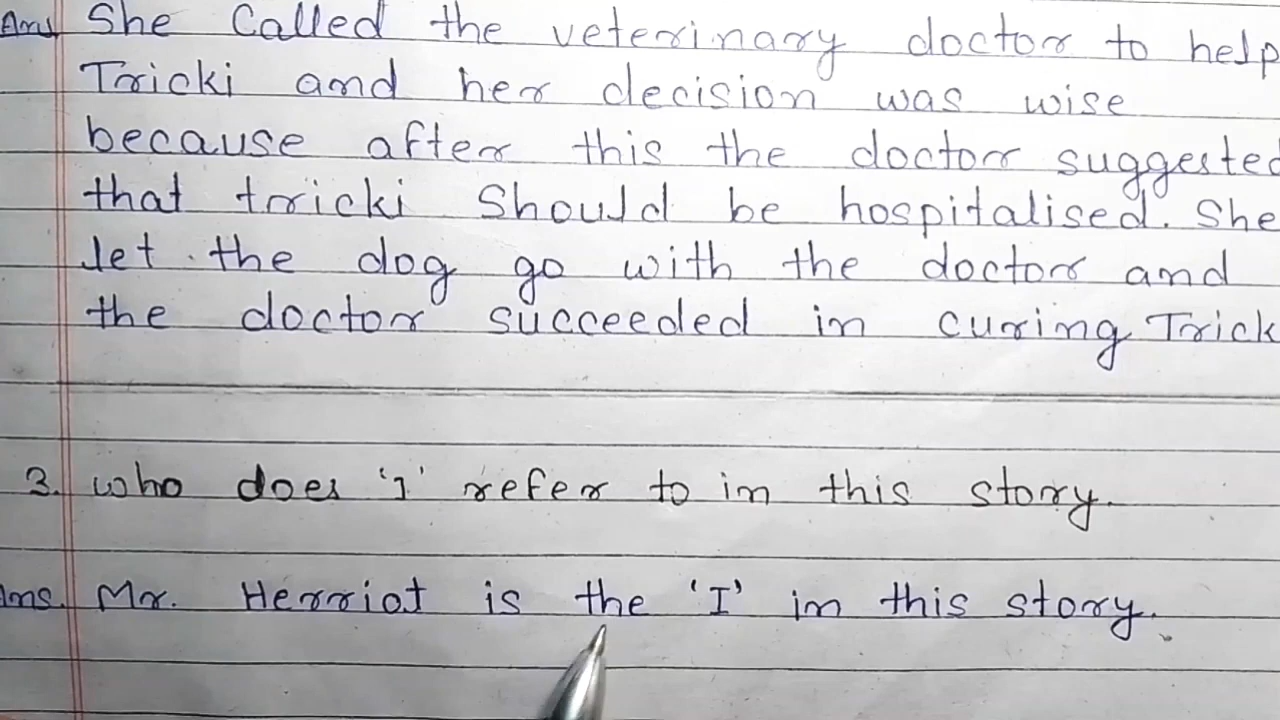 Ans She Called the veterinary doctor to help
Tricki and her decision was wise
because after this the doctor suggested
that tricki Should be hospitalised. She
let the dog go with the doctor and
the doctor succeeded in curing Trick
3. who does 'I' refer to in this story.
Ans. Mr. Herriot is the 'I' in this story.